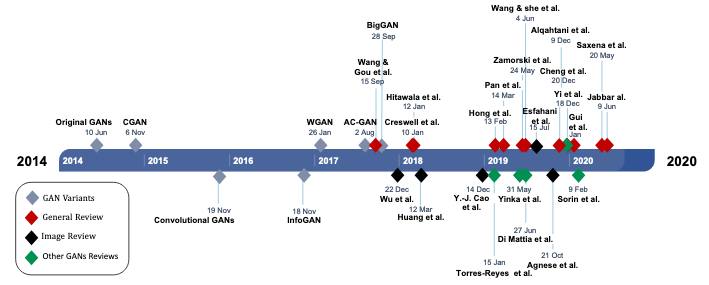 Wang & she et al.
4 Jun
BigGAN
28 Sep
Alqahtani et al.
9 Dec
Saxena et al.
20 May
Wang &
Gou et al.
15 Sep
Zamorski et al.
24 May
Cheng et al.
20 Dec
Pan et al.
14 Mar
Yi et al.
18 Dec
Hitawala et al.
12 Jan
Jabbar al.
9 Jun
Hong et al.
13 Feb
Esfahani
et al.
15 Jul
Gui
et al.
Jan
Original GANs
10 Jun
CGAN
6 Nov
WGAN
26 Jan
AC-GAN
2 Aug
Creswell et al.
10 Jan
2014
2014
2015
2016
2017
2018
2019
2020
2020
19 Nov
Convolutional GANs
18 Nov
InfoGAN
22 Dec
Wu et al.
12 Mar
Huang et al.
14 Dec
Y.-J. Cao
et al.
31 May
Yinka et al.
9 Feb
Sorin et al.
27 Jun
Di Mattia et al.
21 Oct
Agnese et al.
15 Jan
Torres-Reyes et al.
GAN Variants
General Review
Image Review
Other GANs Reviews